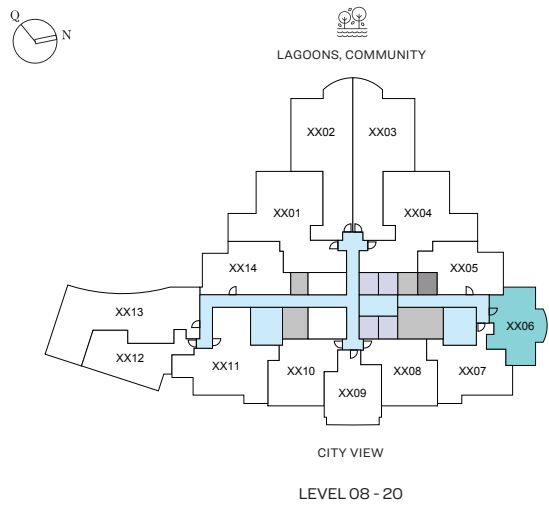 Q
N
LAGOONS, COMMUNITY
XX02
XX03
XX01
XX04
XX14
XX05
XX13
XX06
XX12
XX11
XX10
XX09
XX08
XX07
CITY VIEW
LEVEL 08 - 20